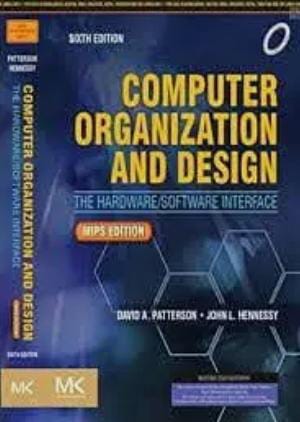 SIXTH EDITION
COMPUTER
ORGANIZATION
AND DESIGN
THE HARDWARE/SOFTWARE INTERFACE
MIPS EDITION
DAVID A. PATTERSON • JOHN L. HENNESSY
MK
PATTERSON
HENNESSY
COMPUTER ORGANIZATION AND DESIGN
THE HARDWARE/SOFTWARE INTERFACE
SIXTH EDITION
MK